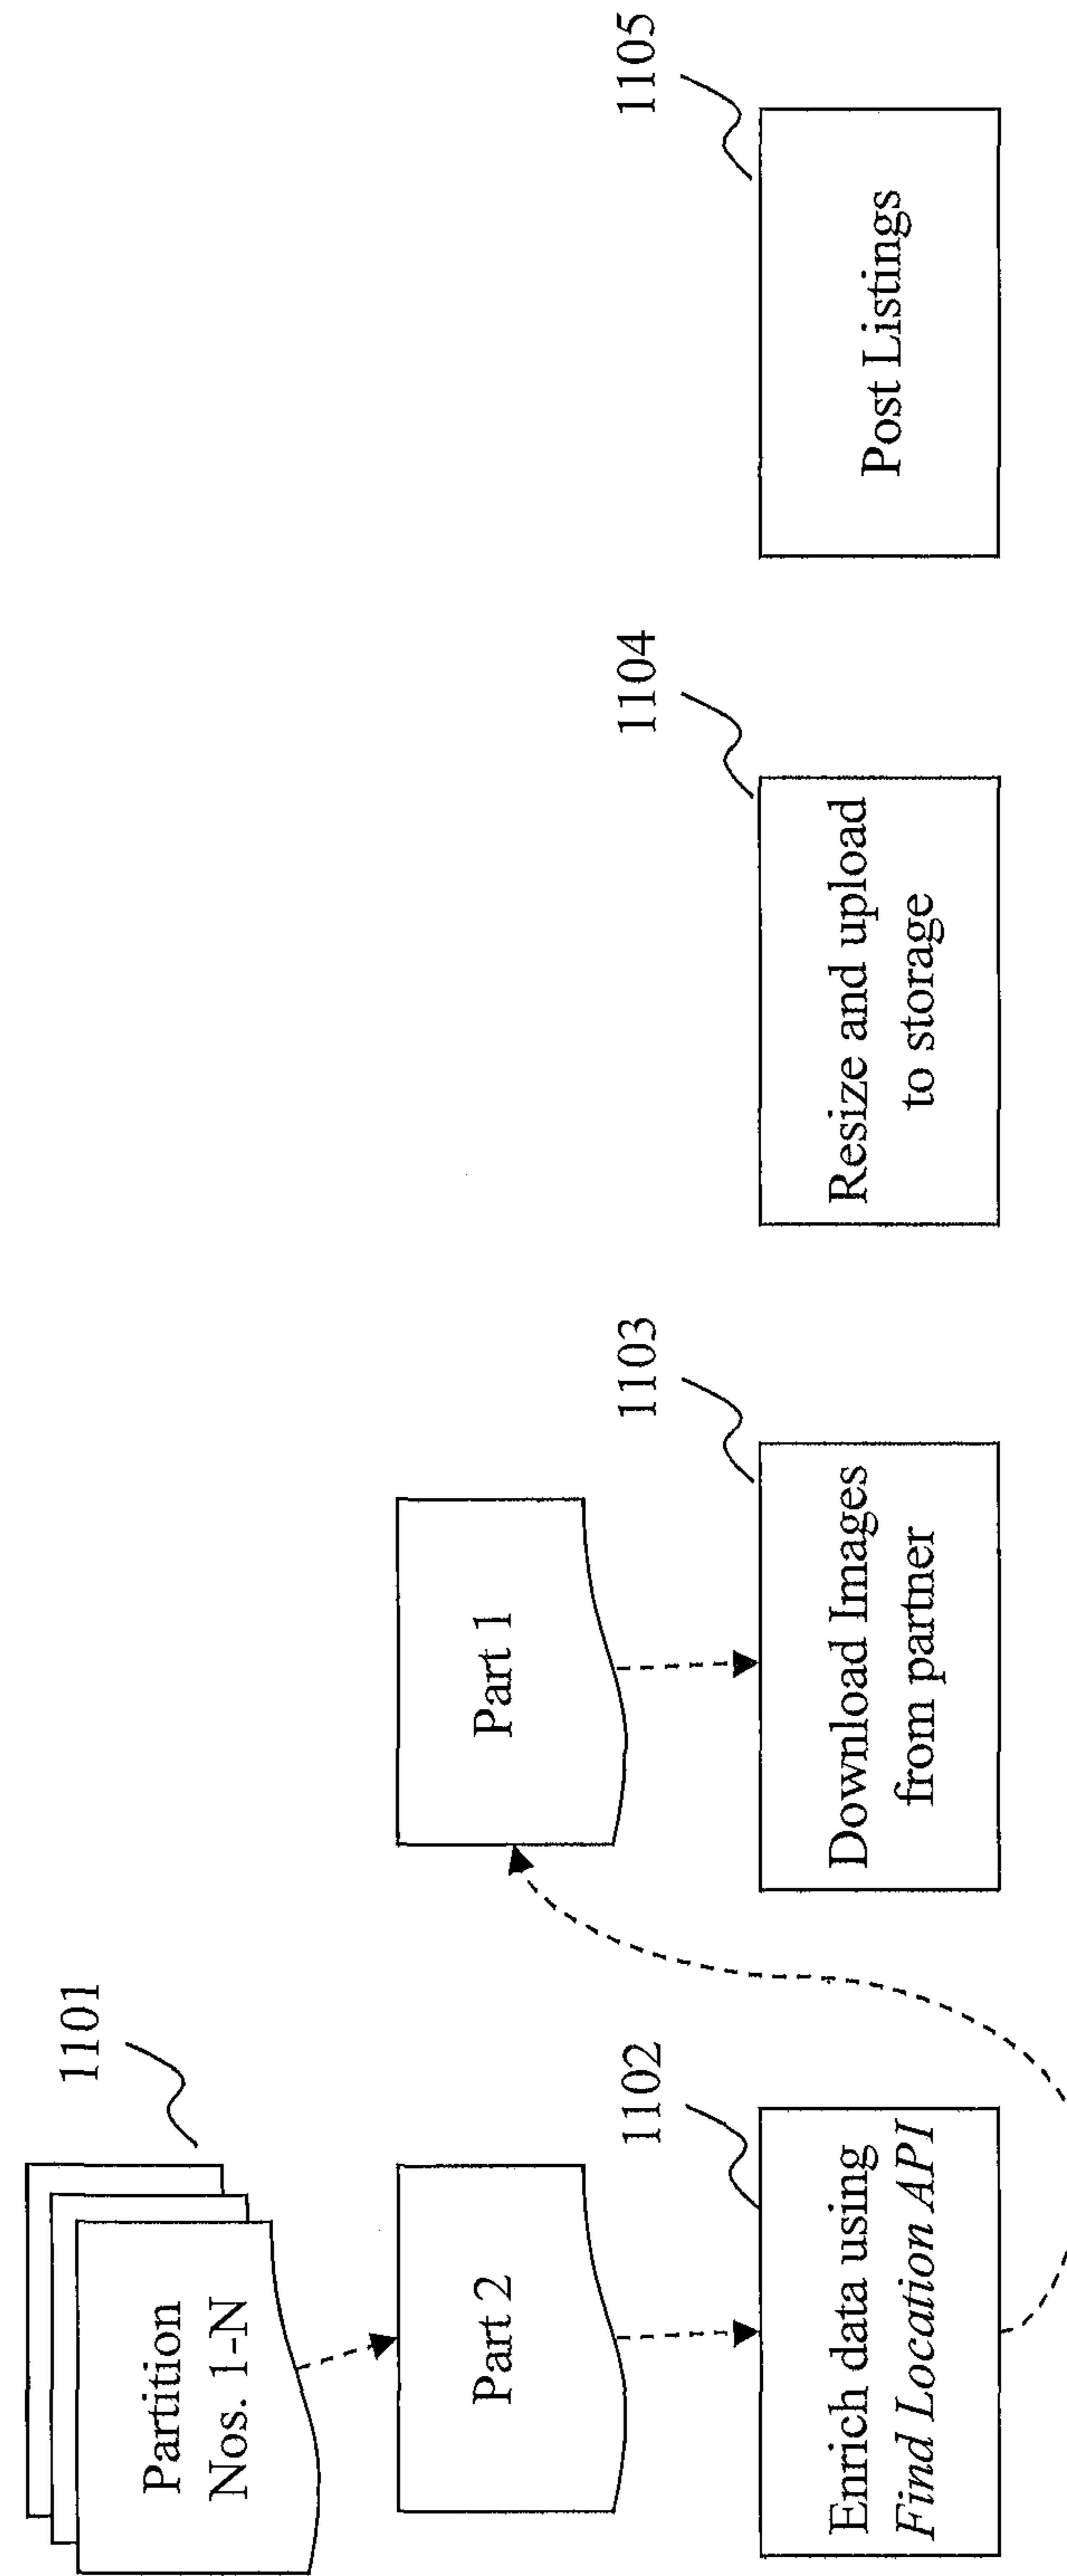 1101
Partition
Nos. 1-N
Part 2
1102
Enrich data using
Find Location API
Part 1
1103
Download Images
from partner
1104
Resize and upload
to storage
1105
Post Listings